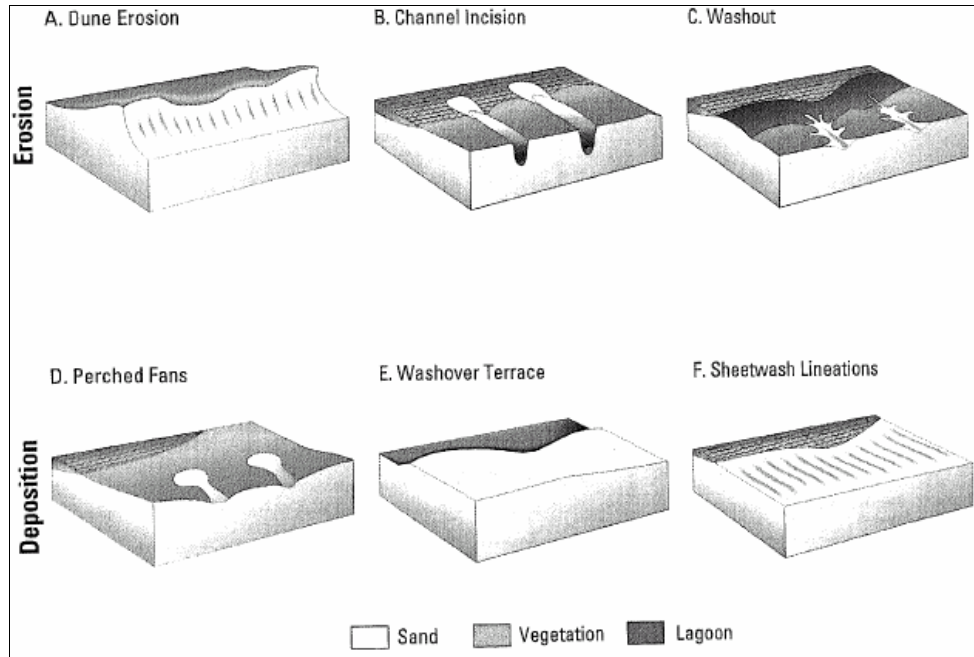 A. Dune Erosion
B. Channel Incision
C. Washout
Erosion
D. Perched Fans
E. Washover Terrace
F. Sheetwash Lineations
Deposition
Sand
Vegetation
Lagoon